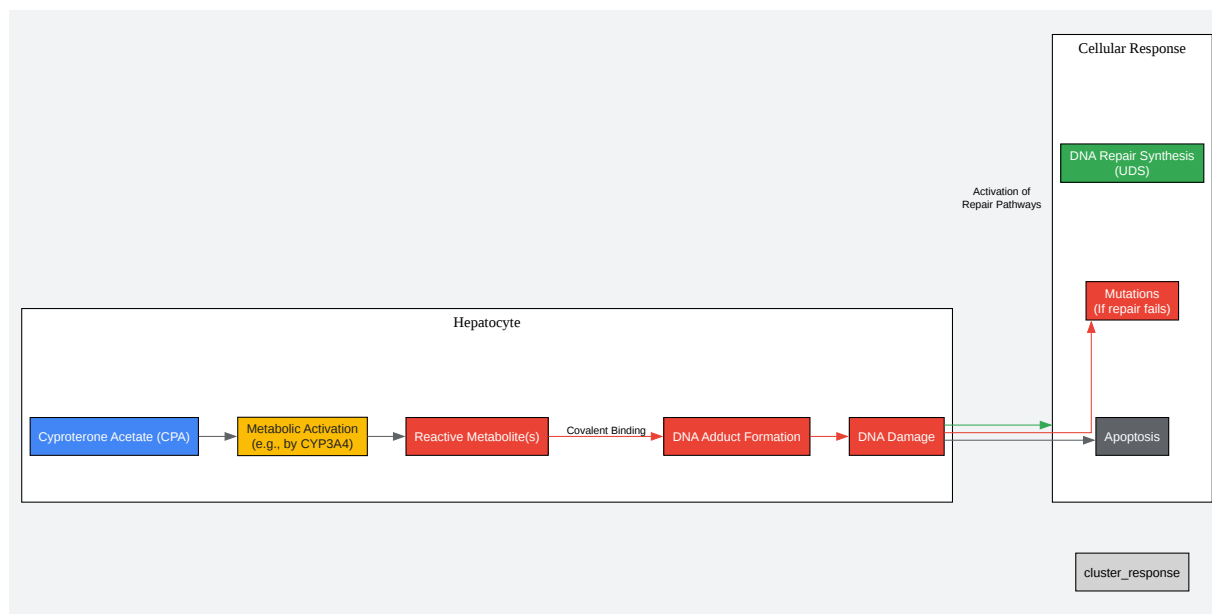 Cellular Response
DNA Repair Synthesis
(UDS)
Activation of
Repair Pathways
Mutations
(If repair fails)
Hepatocyte
Cyproterone Acetate (CPA)
Metabolic Activation
(e.g., by CYP3A4)
Reactive Metabolite(s)
Covalent Binding
DNA Adduct Formation
DNA Damage
Apoptosis
cluster_response